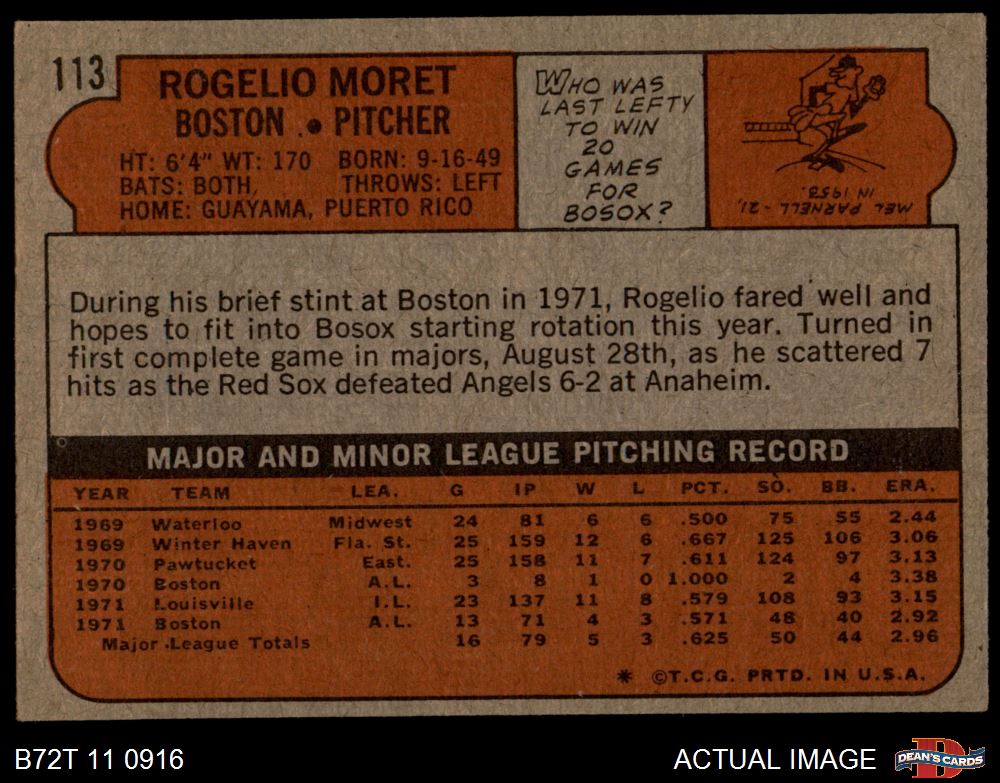 113
ROGELIO MORET
BOSTON • PITCHER
HT: 6'4" WT: 170 BORN: 9-16-49
BATS: BOTH, THROWS: LEFT
HOME: GUAYAMA, PUERTO RICO
WHO WAS
LAST LEFTY
TO WIN
20
GAMES
FOR
BOSOX?
MEL PARNELL - 21,
IN 1953.
During his brief stint at Boston in 1971, Rogelio fared well and
hopes to fit into Bosox starting rotation this year. Turned in
first complete game in majors, August 28th, as he scattered 7
hits as the Red Sox defeated Angels 6-2 at Anaheim.
MAJOR AND MINOR LEAGUE PITCHING RECORD
YEAR TEAM LEA. G IP W L PCT. SO. BB. ERA.
1969 Waterloo Midwest 24 81 6 6 .500 75 55 2.44
1969 Winter Haven Fla. St. 25 159 12 6 .667 125 106 3.06
1970 Pawtucket East. 25 158 11 7 .611 124 97 3.13
1970 Boston A.L. 3 8 1 0 1.000 2 4 3.38
1971 Louisville I.L. 23 137 11 8 .579 108 93 3.15
1971 Boston A.L. 13 71 4 3 .571 48 40 2.92
Major League Totals 16 79 5 3 .625 50 44 2.96
* ©T.C.G. PRTD. IN U.S.A.
B72T 11 0916
ACTUAL IMAGE
D
DEAN'S CARDS